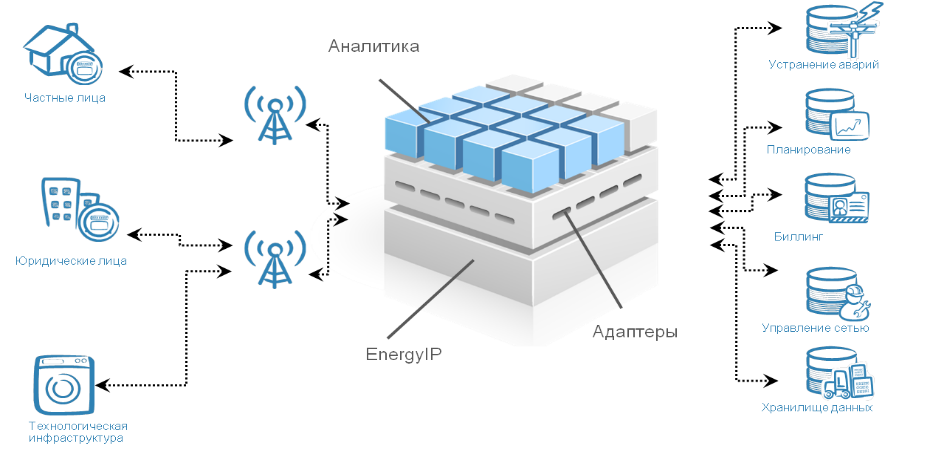 Аналитика
Частные лица
Юридические лица
Технологическая
инфраструктура
EnergyIP
Адаптеры
Устранение аварий
Планирование
Биллинг
Управление сетью
Хранилище данных